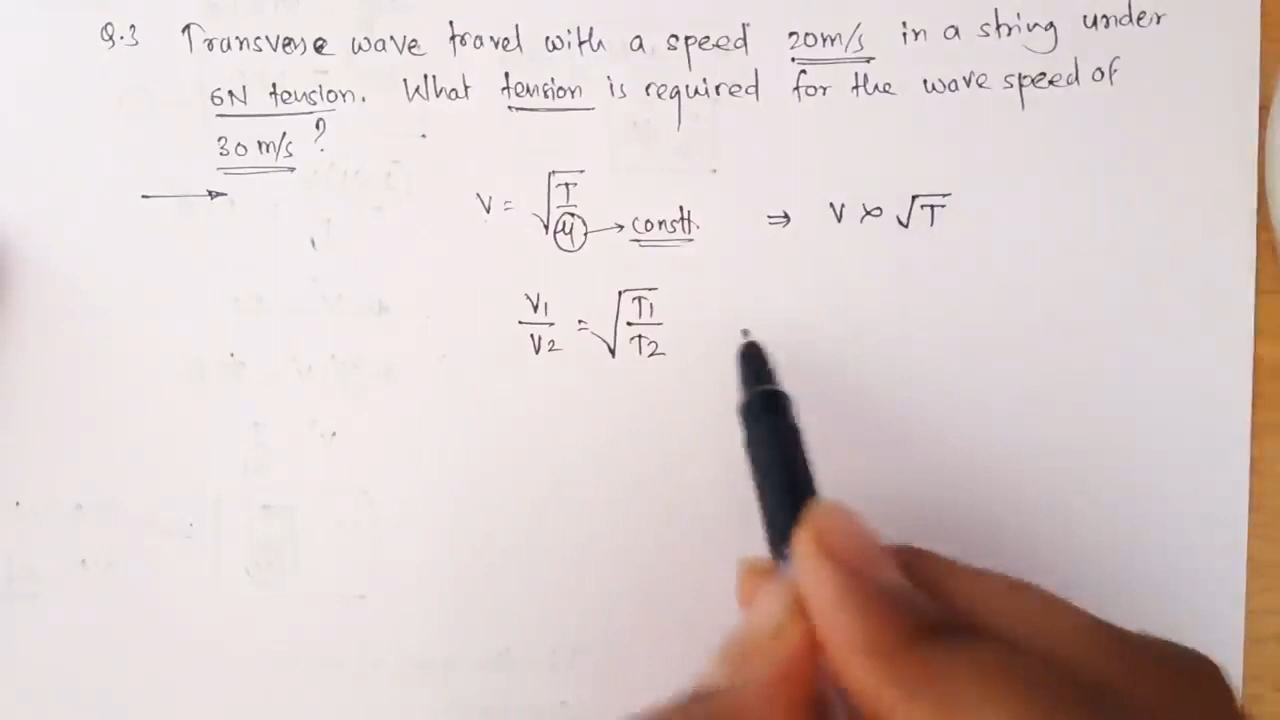 Q.3 Transverse wave travel with a speed 20m/s in a string under
6N tension. What tension is required for the wave speed of
30 m/s ?
V = √T/μ → constt. ⇒ V ∝ √T
V1/V2 = √T1/T2